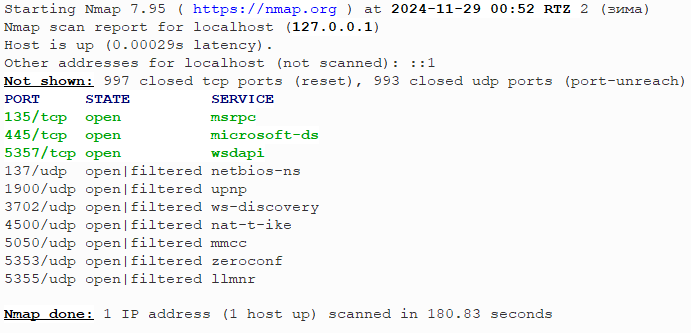 Starting Nmap 7.95 ( https://nmap.org ) at 2024-11-29 00:52 RTZ 2 (зима)
Nmap scan report for localhost (127.0.0.1)
Host is up (0.00029s latency).
Other addresses for localhost (not scanned): ::1
Not shown: 997 closed tcp ports (reset), 993 closed udp ports (port-unreach)
PORT STATE SERVICE
135/tcp open msrpc
445/tcp open microsoft-ds
5357/tcp open wsdapi
137/udp open|filtered netbios-ns
1900/udp open|filtered upnp
3702/udp open|filtered ws-discovery
4500/udp open|filtered nat-t-ike
5050/udp open|filtered mmcc
5353/udp open|filtered zeroconf
5355/udp open|filtered llmnr
Nmap done: 1 IP address (1 host up) scanned in 180.83 seconds